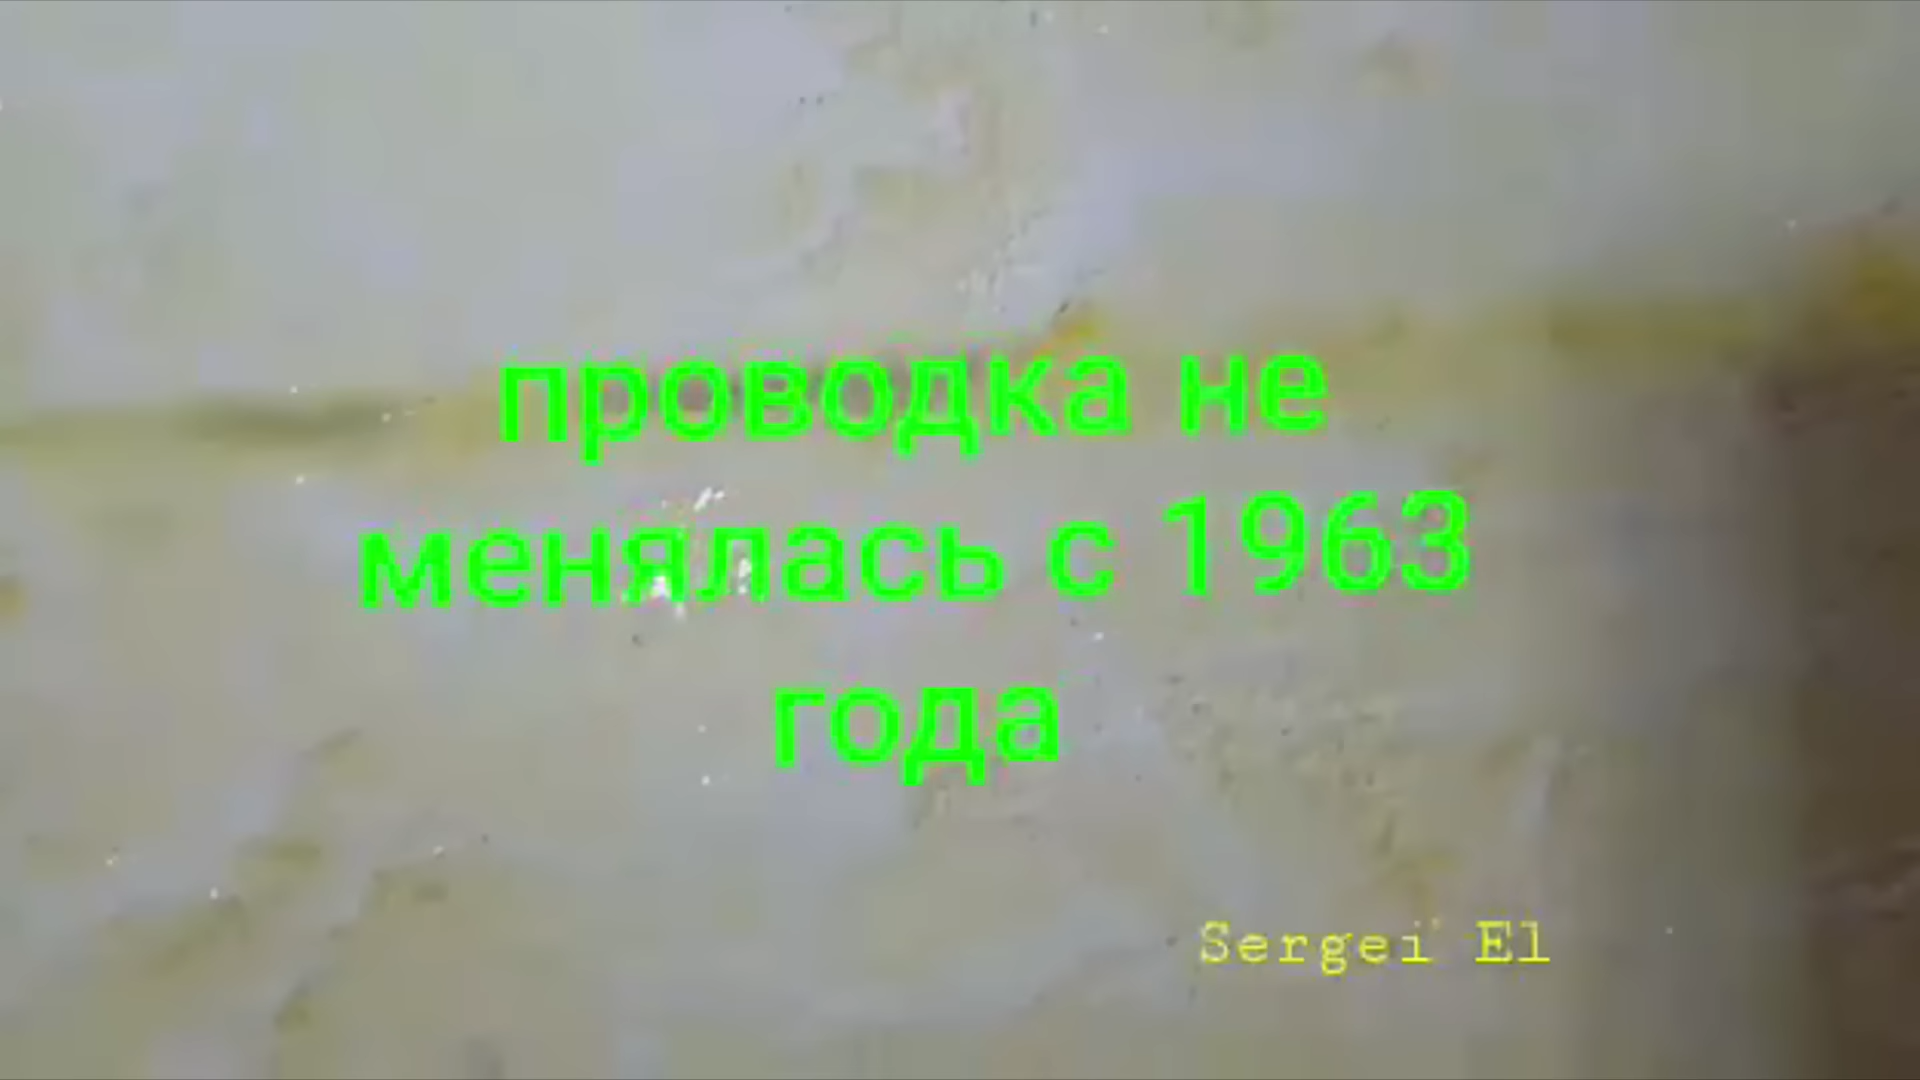 проводка не
менялась с 1963
года
Sergei El